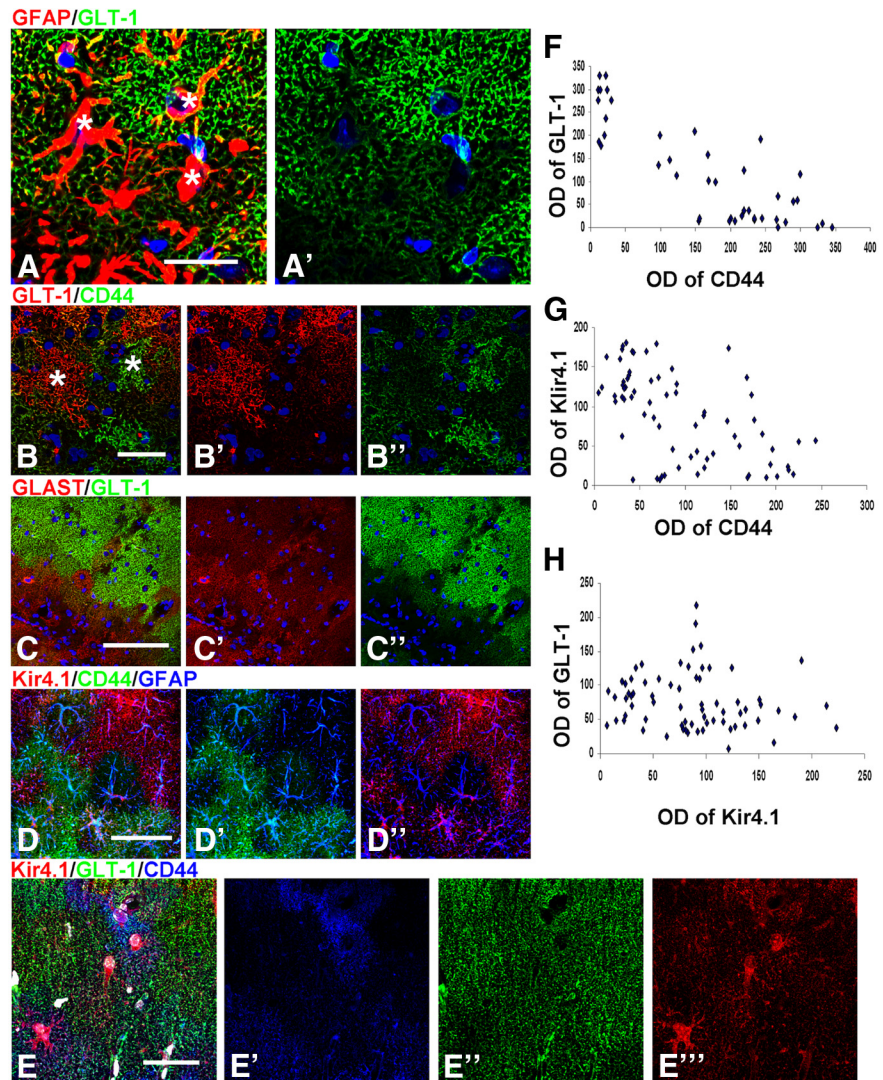 GFAP/GLT-1
A
A'
GLT-1/CD44
B
B'
B''
GLAST/GLT-1
C
C'
C''
Kir4.1/CD44/GFAP
D
D'
D''
Kir4.1/GLT-1/CD44
E
E'
E''
E'''
F
OD of GLT-1
350
300
250
200
150
100
50
0
0 50 100 150 200 250 300 350 400
OD of CD44
G
OD of Klir4.1
200
150
100
50
0
0 50 100 150 200 250 300
OD of CD44
H
OD of GLT-1
250
200
150
100
50
0
0 50 100 150 200 250
OD of Kir4.1